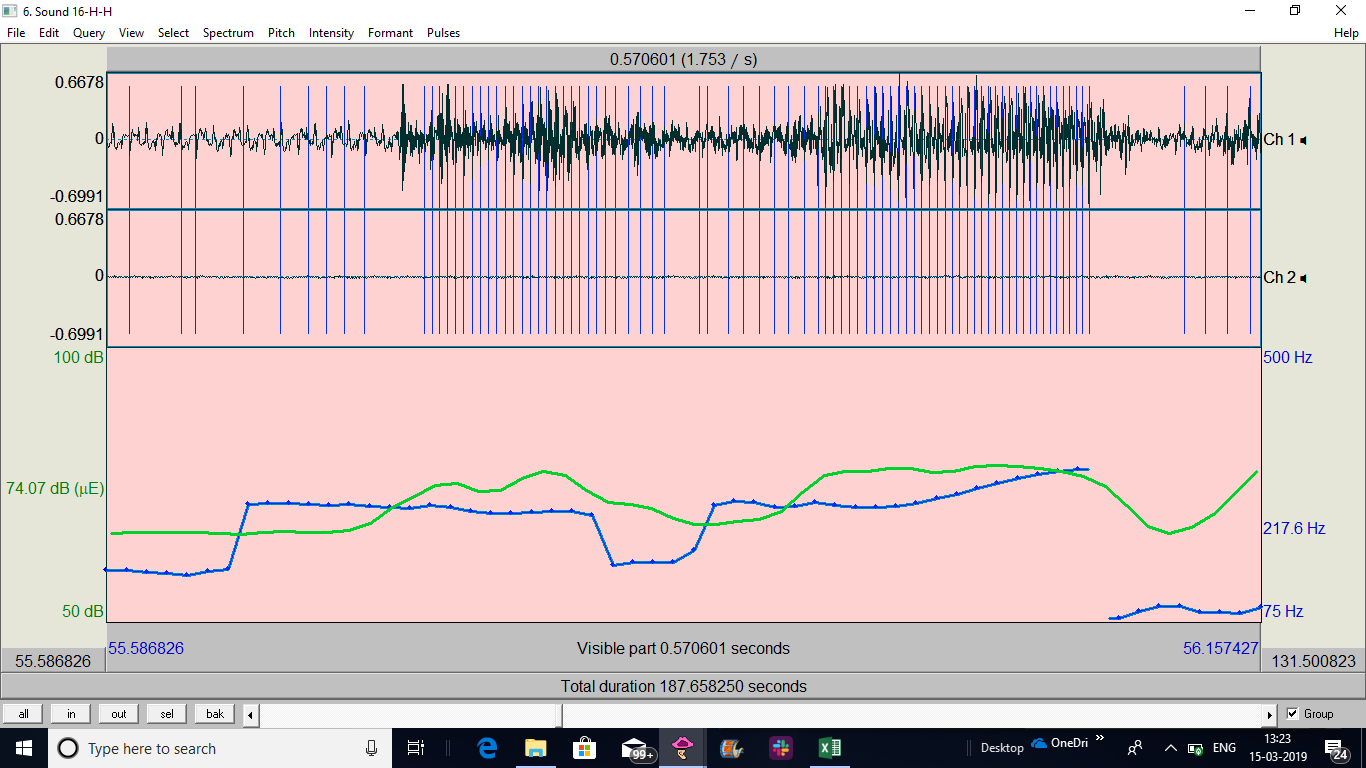 6. Sound 16-H-H
File Edit Query View Select Spectrum Pitch Intensity Formant Pulses Help
0.570601 (1.753 / s)
0.6678
0
-0.6991
Ch 1
0.6678
0
-0.6991
Ch 2
100 dB
500 Hz
74.07 dB (µE)
217.6 Hz
50 dB
75 Hz
55.586826
55.586826
Visible part 0.570601 seconds
56.157427
131.500823
Total duration 187.658250 seconds
all in out sel bak Group
Type here to search
99+
Desktop OneDri
ENG
13:23
15-03-2019
24